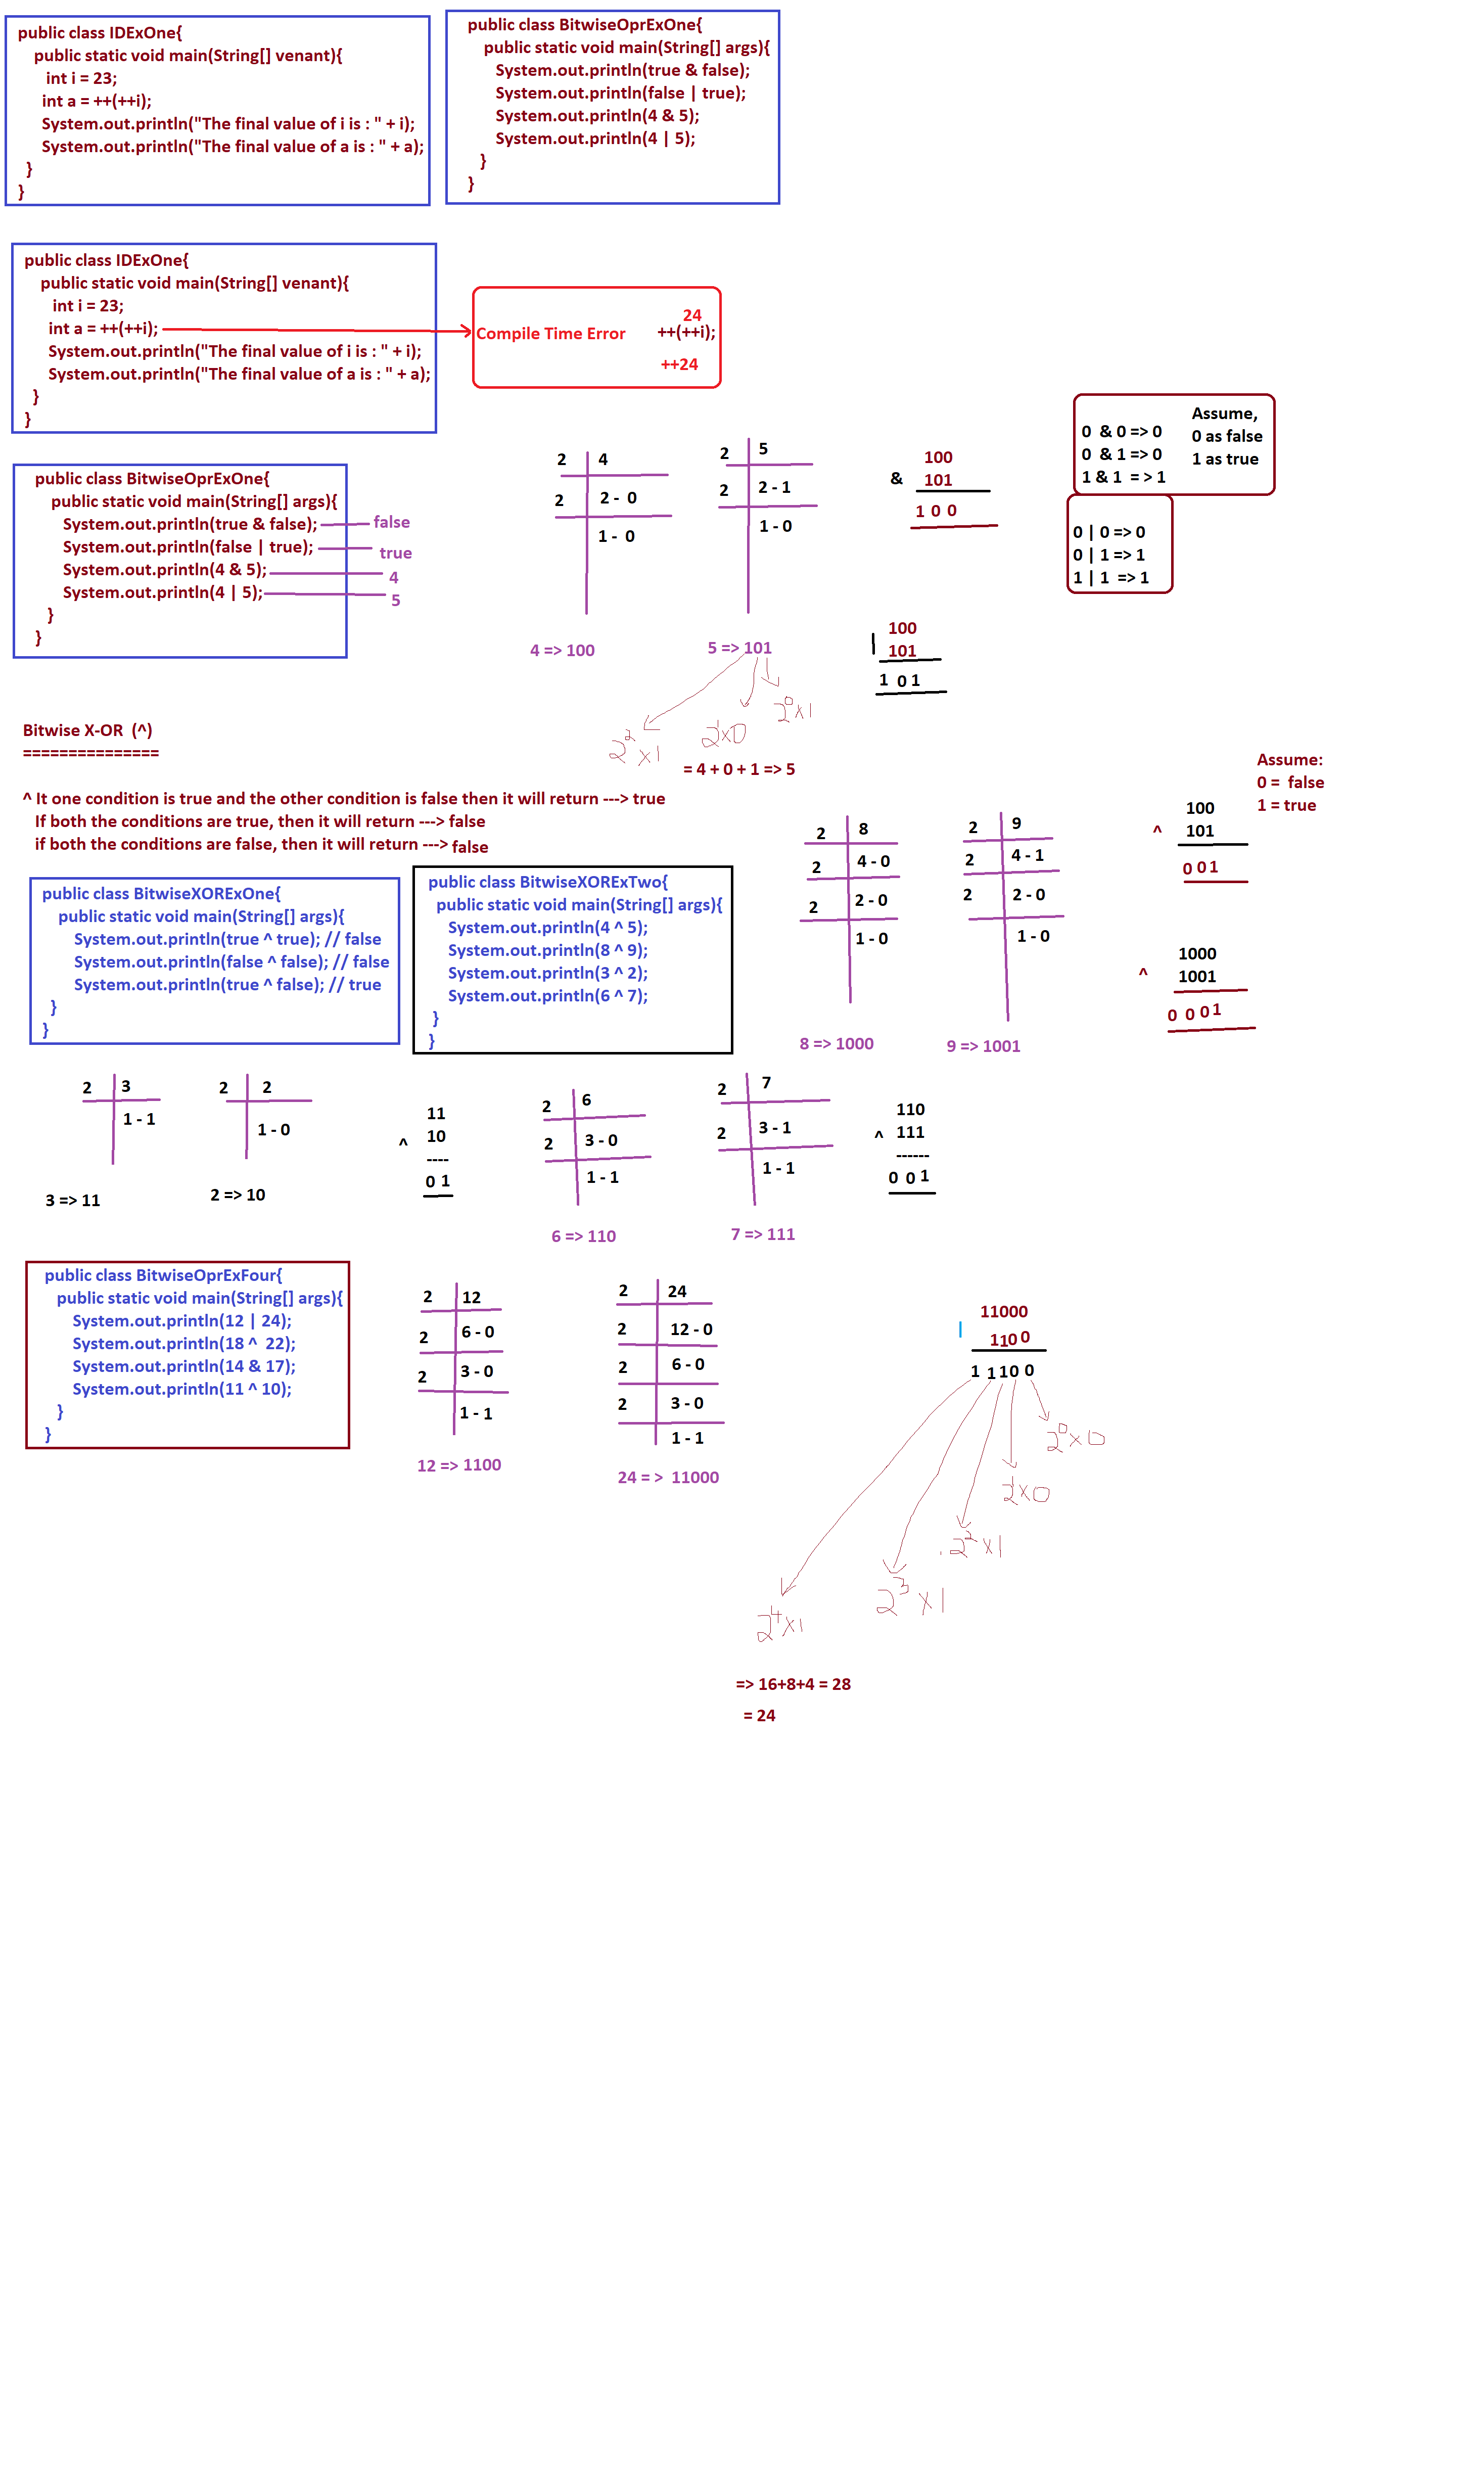 public class IDExOne{
public static void main(String[] venant){
int i = 23;
int a = ++(++i);
System.out.println("The final value of i is : " + i);
System.out.println("The final value of a is : " + a);
}
}
public class BitwiseOprExOne{
public static void main(String[] args){
System.out.println(true & false);
System.out.println(false | true);
System.out.println(4 & 5);
System.out.println(4 | 5);
}
}
public class IDExOne{
public static void main(String[] venant){
int i = 23;
int a = ++(++i);
System.out.println("The final value of i is : " + i);
System.out.println("The final value of a is : " + a);
}
}
24
Compile Time Error ++(++i);
++24
public class BitwiseOprExOne{
public static void main(String[] args){
System.out.println(true & false); false
System.out.println(false | true); true
System.out.println(4 & 5); 4
System.out.println(4 | 5); 5
}
}
2 4
2 2 - 0
1 - 0
4 => 100
2 5
2 2 - 1
1 - 0
5 => 101
2^2 x 1
2^1 x 0
2^0 x 1
= 4 + 0 + 1 => 5
100
& 101
1 0 0
100
| 101
1 0 1
Assume,
0 & 0 => 0 0 as false
0 & 1 => 0 1 as true
1 & 1 = > 1
0 | 0 => 0
0 | 1 => 1
1 | 1 => 1
Bitwise X-OR (^)
===============
^ It one condition is true and the other condition is false then it will return ---> true
If both the conditions are true, then it will return ---> false
if both the conditions are false, then it will return ---> false
public class BitwiseXORExOne{
public static void main(String[] args){
System.out.println(true ^ true); // false
System.out.println(false ^ false); // false
System.out.println(true ^ false); // true
}
}
public class BitwiseXORExTwo{
public static void main(String[] args){
System.out.println(4 ^ 5);
System.out.println(8 ^ 9);
System.out.println(3 ^ 2);
System.out.println(6 ^ 7);
}
}
2 8
2 4 - 0
2 2 - 0
1 - 0
8 => 1000
2 9
2 4 - 1
2 2 - 0
1 - 0
9 => 1001
Assume:
0 = false
1 = true
100
^ 101
0 0 1
1000
^ 1001
0 0 0 1
2 3
1 - 1
3 => 11
2 2
1 - 0
2 => 10
11
^ 10
----
0 1
2 6
2 3 - 0
1 - 1
6 => 110
2 7
2 3 - 1
1 - 1
7 => 111
110
^ 111
------
0 0 1
public class BitwiseOprExFour{
public static void main(String[] args){
System.out.println(12 | 24);
System.out.println(18 ^ 22);
System.out.println(14 & 17);
System.out.println(11 ^ 10);
}
}
2 12
2 6 - 0
2 3 - 0
1 - 1
12 => 1100
2 24
2 12 - 0
2 6 - 0
2 3 - 0
1 - 1
24 = > 11000
11000
| 1100
1 1 1 0 0
2^0 x 0
2^1 x 0
2^2 x 1
2^3 x 1
2^4 x 1
=> 16+8+4 = 28
= 24